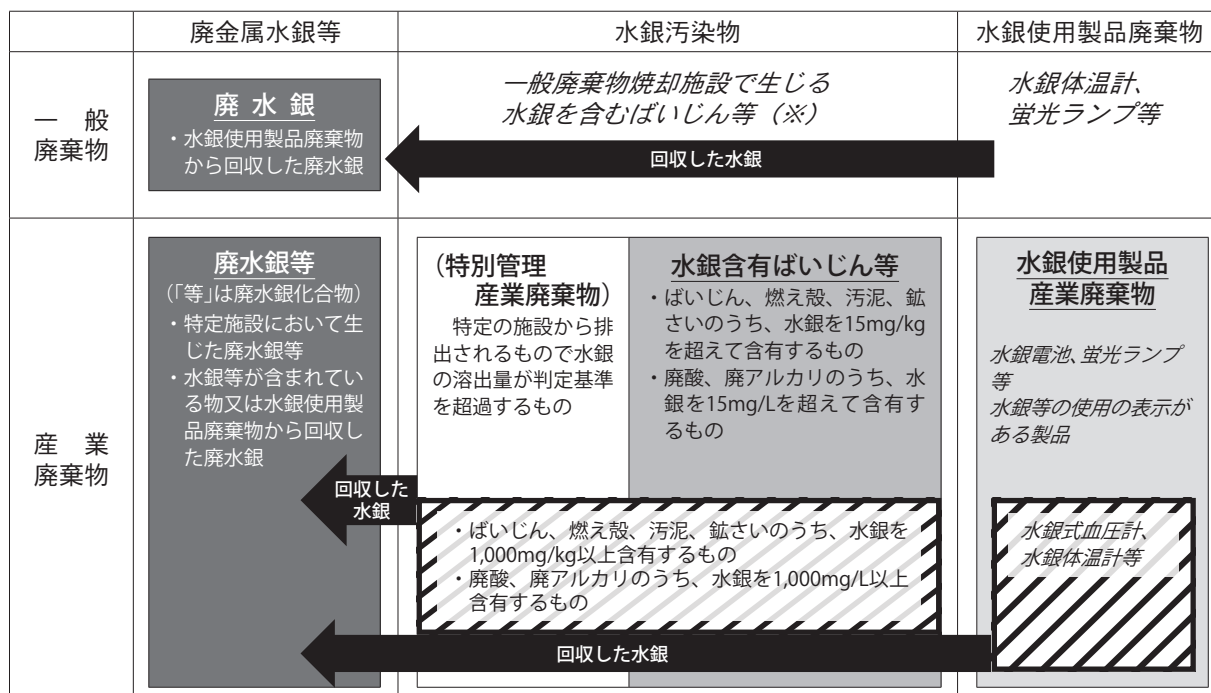 廃金属水銀等
水銀汚染物
水銀使用製品廃棄物
一般
廃棄物
廃水銀
・水銀使用製品廃棄物
から回収した廃水銀
一般廃棄物焼却施設で生じる
水銀を含むばいじん等（※）
水銀体温計、
蛍光ランプ等
回収した水銀
産業
廃棄物
廃水銀等
（「等」は廃水銀化合物）
・特定施設において生
じた廃水銀等
・水銀等が含まれてい
る物又は水銀使用製
品廃棄物から回収し
た廃水銀
（特別管理
産業廃棄物）
特定の施設から排
出されるもので水銀
の溶出量が判定基準
を超過するもの
水銀含有ばいじん等
・ばいじん、燃え殻、汚泥、鉱
さいのうち、水銀を15mg/kg
を超えて含有するもの
・廃酸、廃アルカリのうち、水
銀を15mg/Lを超えて含有す
るもの
水銀使用製品
産業廃棄物
水銀電池、蛍光ランプ
等
水銀等の使用の表示が
ある製品
回収した
水銀
・ばいじん、燃え殻、汚泥、鉱さいのうち、水銀を
1,000mg/kg以上含有するもの
・廃酸、廃アルカリのうち、水銀を1,000mg/L以上
含有するもの
水銀式血圧計、
水銀体温計等
回収した水銀